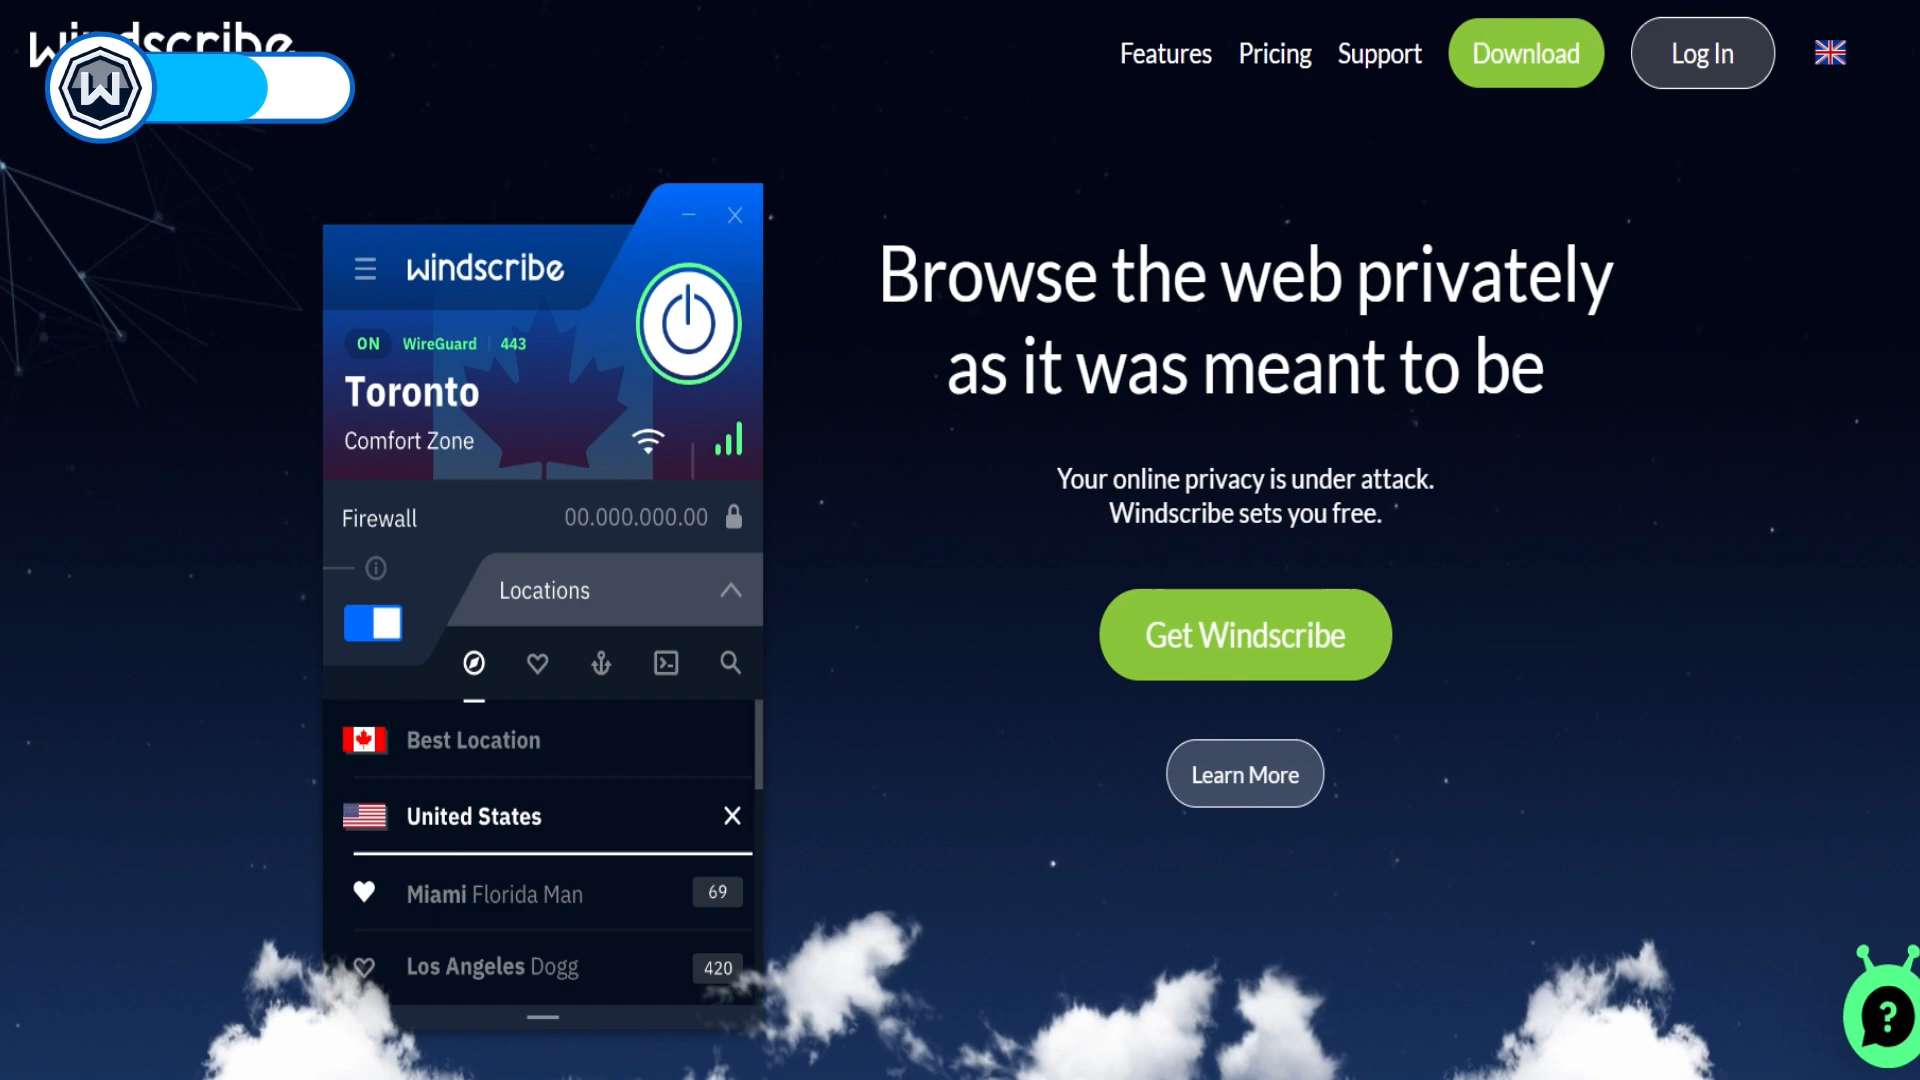 windscribe
W
Features Pricing Support Download Log In
windscribe
ON WireGuard 443
Toronto
Comfort Zone
Firewall 00.000.000.00
Locations
Best Location
United States
Miami Florida Man 69
Los Angeles Dogg 420
Browse the web privately
as it was meant to be
Your online privacy is under attack.
Windscribe sets you free.
Get Windscribe
Learn More
?